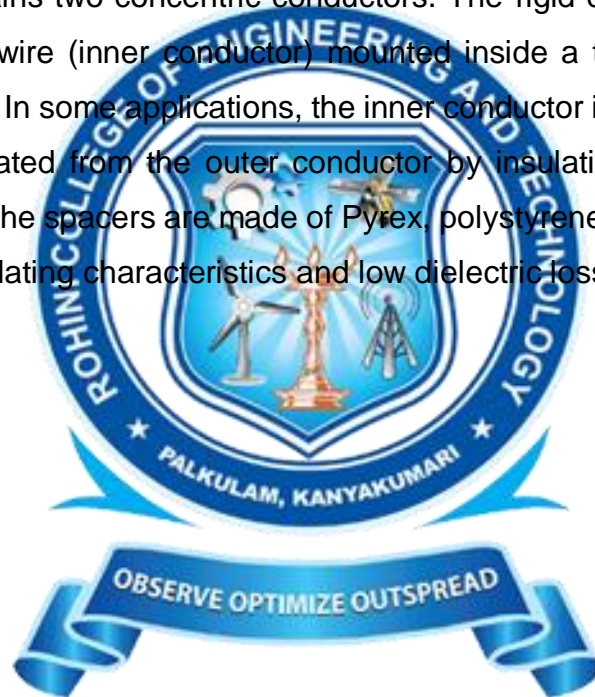 ains two concentric conductors. The rigid c
wire (inner conductor) mounted inside a t
In some applications, the inner conductor i
ated from the outer conductor by insulati
he spacers are made of Pyrex, polystyrene
lating characteristics and low dielectric loss
ROHINI COLLEGE OF ENGINEERING AND TECHNOLOGY
PALKULAM, KANYAKUMARI
OBSERVE OPTIMIZE OUTSPREAD